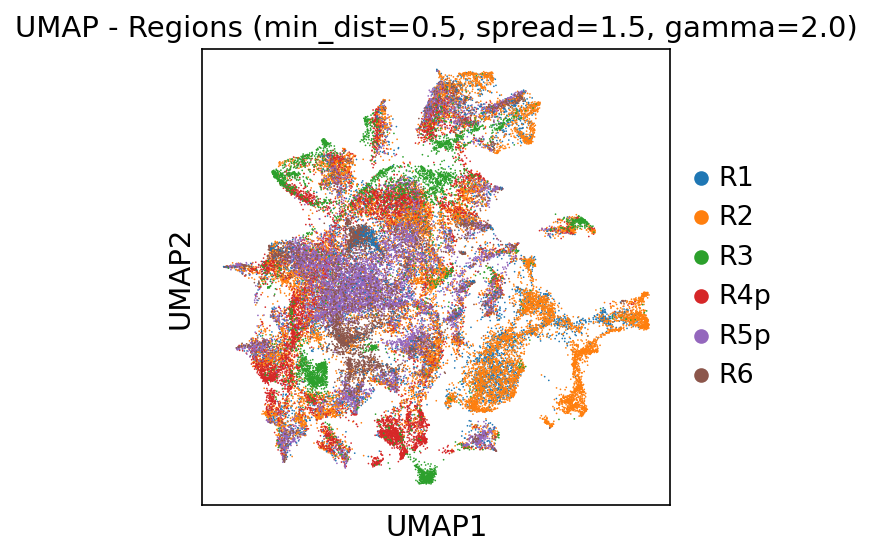 UMAP - Regions (min_dist=0.5, spread=1.5, gamma=2.0)
UMAP2
R1
R2
R3
R4p
R5p
R6
UMAP1